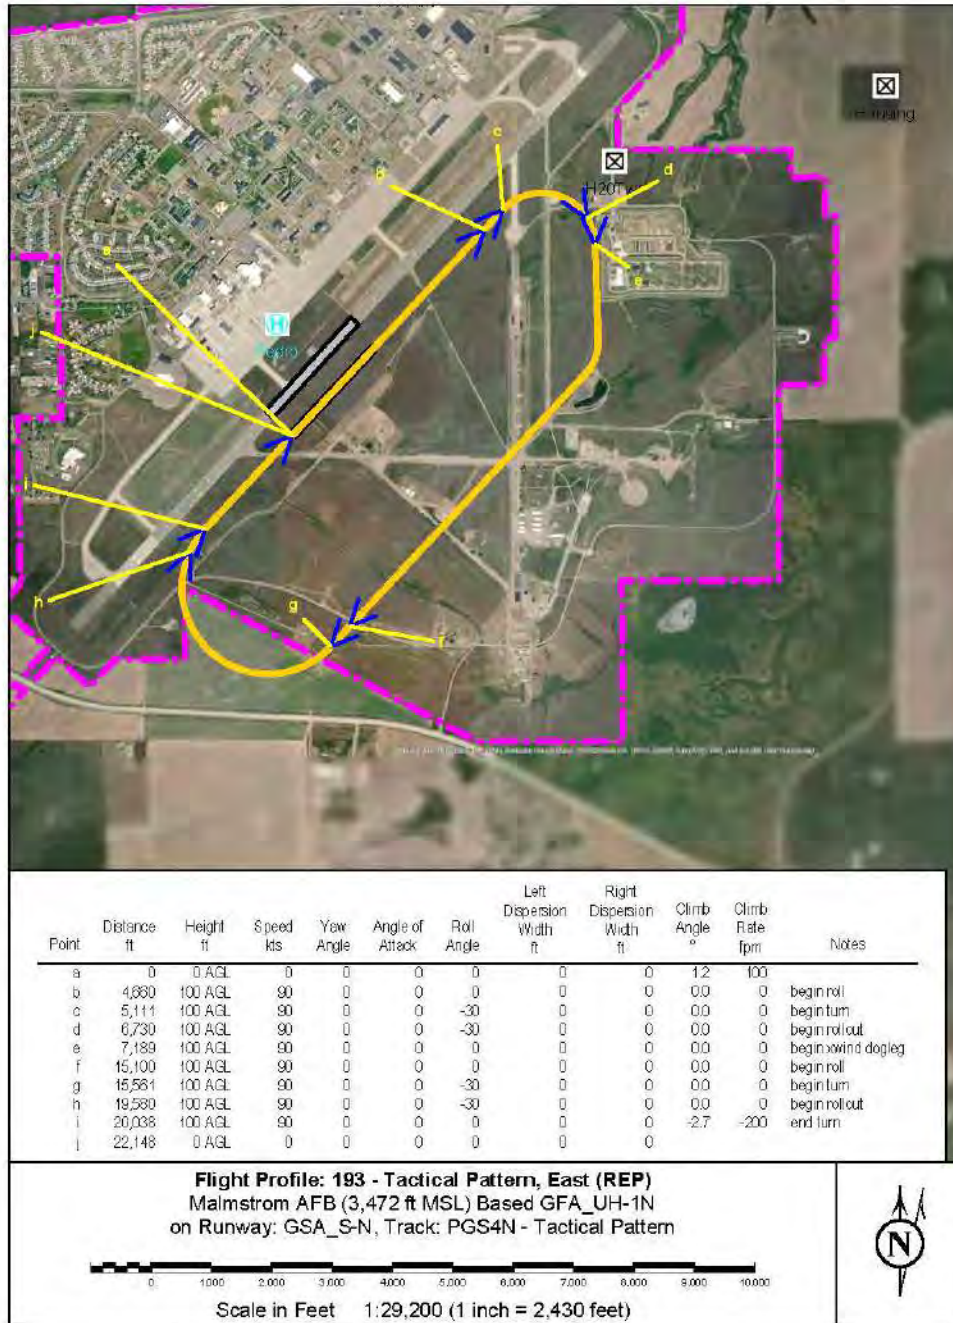 c
d
Housing
H20Twr
b
e
a
j
H
Pedro
i
h
g
f
Point Distance ft Height ft Speed kts Yaw Angle Angle of Attack Roll Angle Left Dispersion Width ft Right Dispersion Width ft Climb Angle ° Climb Rate fpm Notes
a 0 0 AGL 0 0 0 0 0 0 1.2 100
b 4,660 100 AGL 90 0 0 0 0 0 0.0 0 begin roll
c 5,111 100 AGL 90 0 0 -30 0 0 0.0 0 begin turn
d 6,730 100 AGL 90 0 0 -30 0 0 0.0 0 begin rollout
e 7,189 100 AGL 90 0 0 0 0 0 0.0 0 begin xwind dogleg
f 15,100 100 AGL 90 0 0 0 0 0 0.0 0 begin roll
g 15,561 100 AGL 90 0 0 -30 0 0 0.0 0 begin turn
h 19,580 100 AGL 90 0 0 -30 0 0 0.0 0 begin rollout
i 20,038 100 AGL 90 0 0 0 0 0 -2.7 -200 end turn
j 22,148 0 AGL 0 0 0 0 0 0
Flight Profile: 193 - Tactical Pattern, East (REP)
Malmstrom AFB (3,472 ft MSL) Based GFA_UH-1N
on Runway: GSA_S-N, Track: PGS4N - Tactical Pattern
0 1,000 2,000 3,000 4,000 5,000 6,000 7,000 8,000 9,000 10,000
Scale in Feet 1:29,200 (1 inch = 2,430 feet)
N